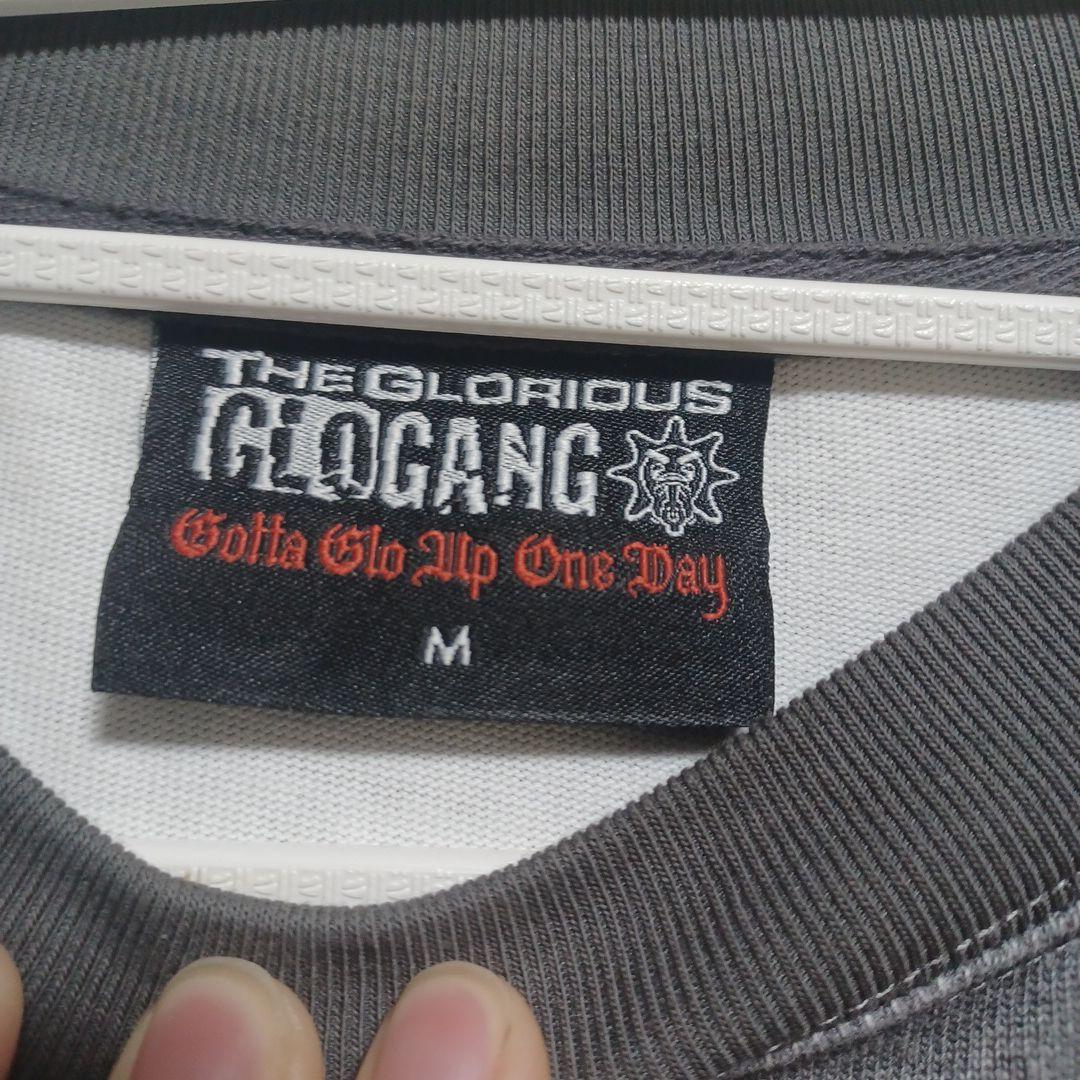 THE GLORIOUS
GLOGANG
Gotta Glo Up One Day
M